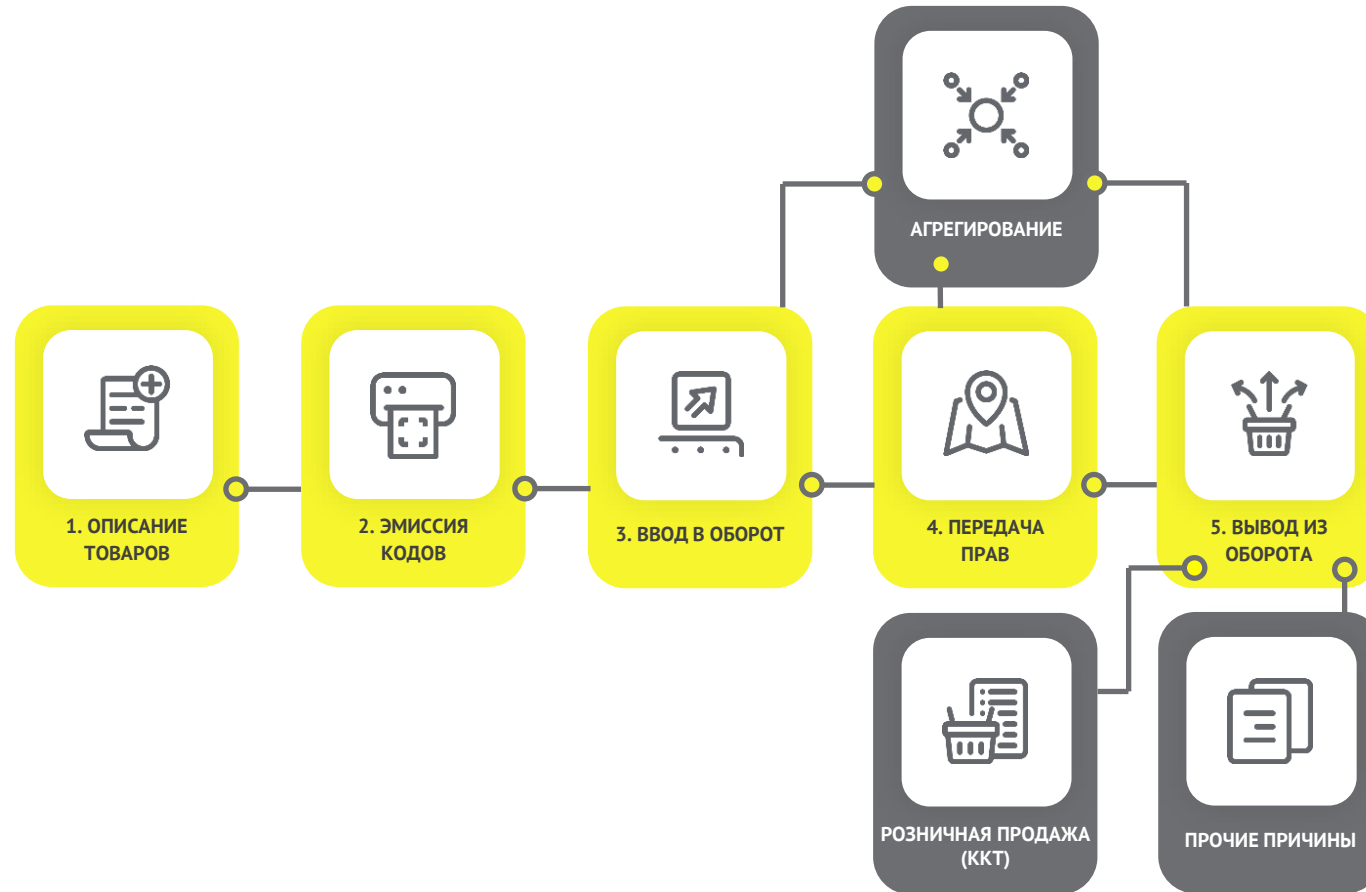 АГРЕГИРОВАНИЕ
1. ОПИСАНИЕ
ТОВАРОВ
2. ЭМИССИЯ
КОДОВ
3. ВВОД В ОБОРОТ
4. ПЕРЕДАЧА
ПРАВ
5. ВЫВОД ИЗ
ОБОРОТА
РОЗНИЧНАЯ ПРОДАЖА
(ККТ)
ПРОЧИЕ ПРИЧИНЫ